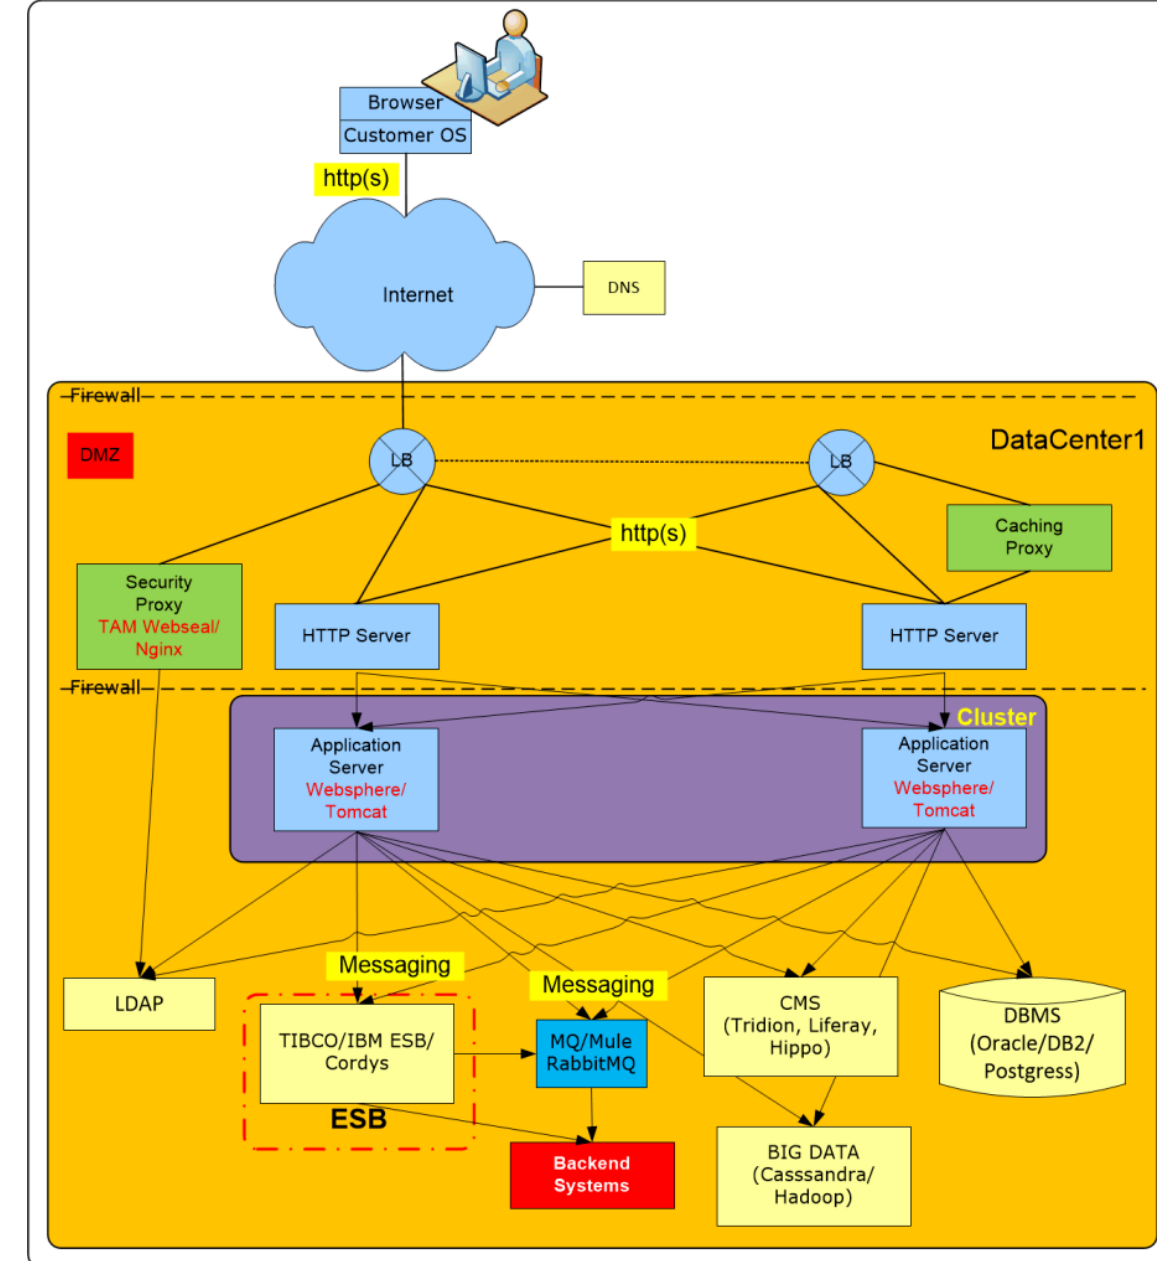 Browser
Customer OS
http(s)
Internet
DNS
Firewall
DMZ
DataCenter1
LB
LB
http(s)
Caching
Proxy
Security
Proxy
TAM Webseal/
Nginx
HTTP Server
HTTP Server
Firewall
Cluster
Application
Server
Websphere/
Tomcat
Application
Server
Websphere/
Tomcat
Messaging
Messaging
LDAP
TIBCO/IBM ESB/
Cordys
ESB
MQ/Mule
RabbitMQ
CMS
(Tridion, Liferay,
Hippo)
DBMS
(Oracle/DB2/
Postgress)
Backend
Systems
BIG DATA
(Casssandra/
Hadoop)